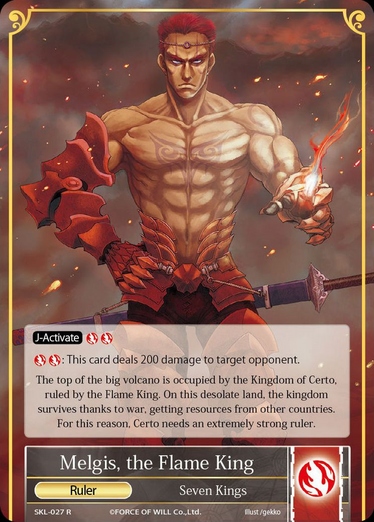 J-Activate
: This card deals 200 damage to target opponent.
The top of the big volcano is occupied by the Kingdom of Certo,
ruled by the Flame King. On this desolate land, the kingdom
survives thanks to war, getting resources from other countries.
For this reason, Certo needs an extremely strong ruler.
Melgis, the Flame King
Ruler
Seven Kings
SKL-027 R ©FORCE OF WILL Co.,LTD. Illust/gekko